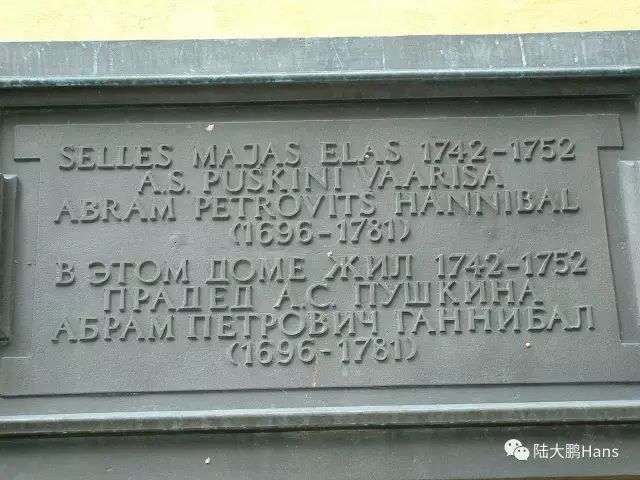 SELLES MAJAS ELAS 1742-1752
A.S. PUSKINI VAARISA
ABRAM PETROVITS HANNIBAL
(1696-1781)
В ЭТОМ ДОМЕ ЖИЛ 1742-1752
ПРАДЕД А.С. ПУШКИНА
АБРАМ ПЕТРОВИЧ ГАННИБАЛ
(1696-1781)
陆大鹏Hans